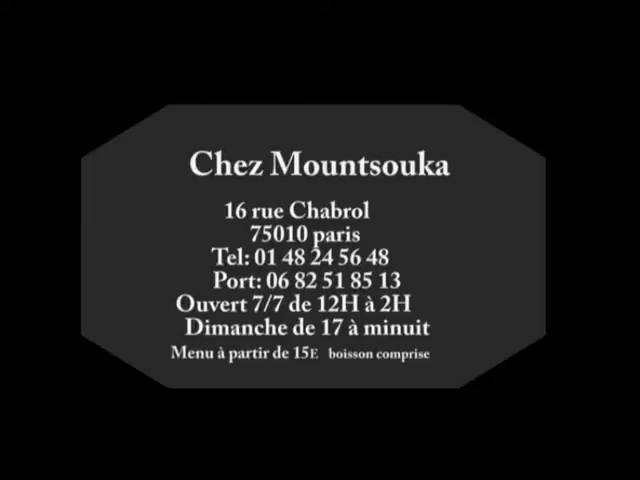 Chez Mountsouka
16 rue Chabrol
75010 paris
Tel: 01 48 24 56 48
Port: 06 82 51 85 13
Ouvert 7/7 de 12H à 2H
Dimanche de 17 à minuit
Menu à partir de 15E boisson comprise